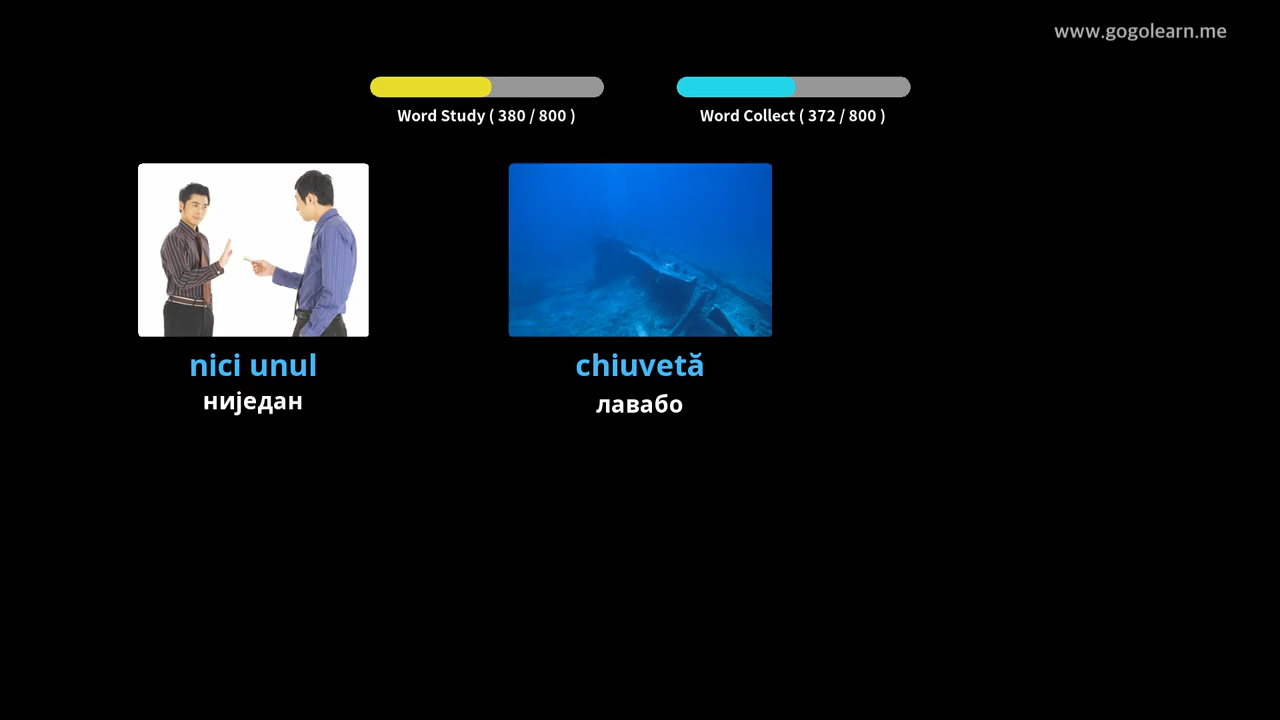 www.gogolearn.me
Word Study ( 380 / 800 )
Word Collect ( 372 / 800 )
nici unul
ниједан
chiuvetă
лавабо